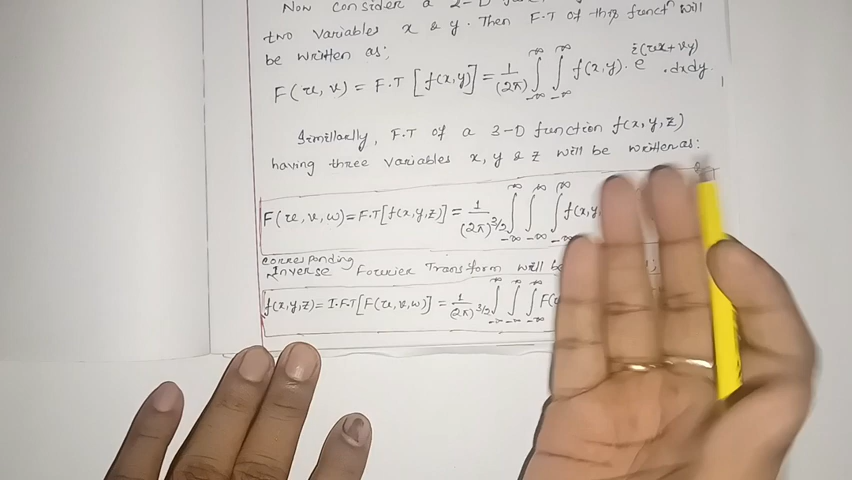 Now consider a 2-D
two variables x & y. Then F.T of this functⁿ will
be written as;
F(u, v) = F.T [f(x,y)] = 1/(2π) ∫_{-∞}^{∞} ∫_{-∞}^{∞} f(x,y). e^{i(ux+vy)} .dxdy.
Similarly, F.T of a 3-D function f(x,y,z)
having three variables x, y & z will be written as:
F(u, v, w) = F.T[f(x,y,z)] = 1/(2π)^{3/2} ∫_{-∞}^{∞} ∫_{-∞}^{∞} ∫_{-∞}^{∞} f(x,y,
corresponding
Inverse Fourier Transform will be
f(x,y,z) = I.F.T[F(u,v,w)] = 1/(2π)^{3/2} ∫_{-∞}^{∞} ∫_{-∞}^{∞} ∫_{-∞}^{∞} F(